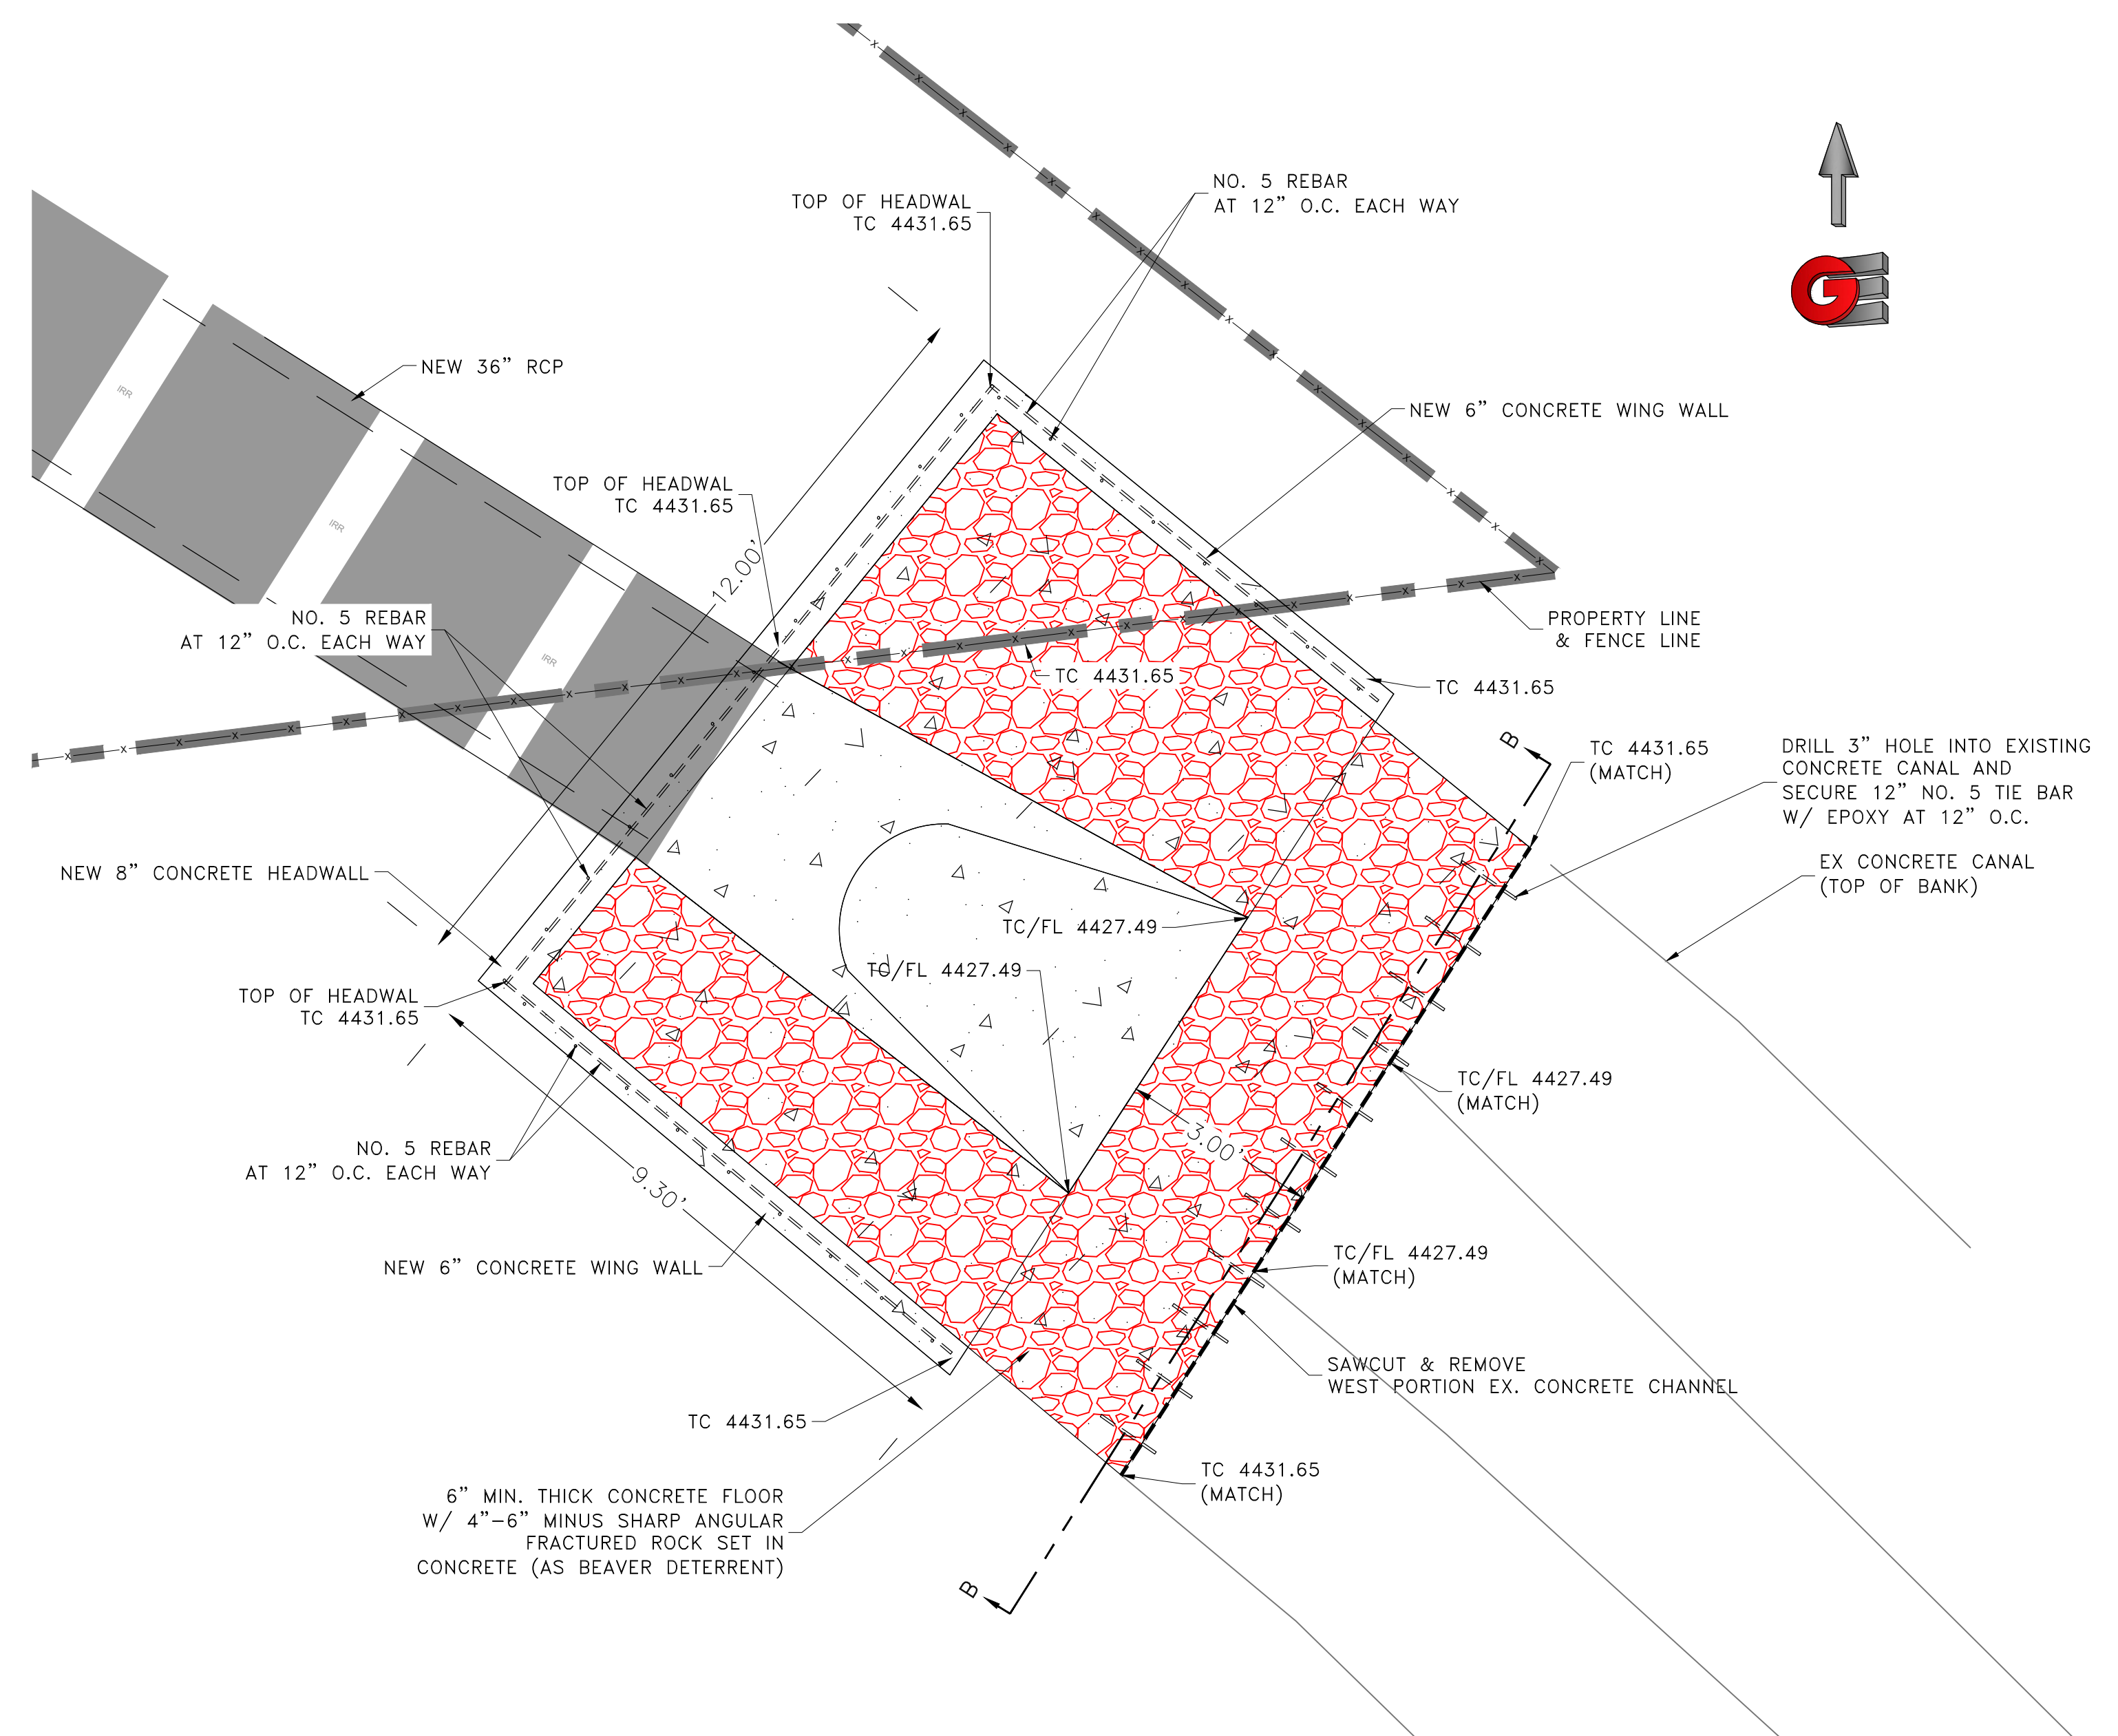 NO. 5 REBAR
AT 12” O.C. EACH WAY
TOP OF HEADWAL
TC 4431.65
NEW 36” RCP
IRR
NEW 6” CONCRETE WING WALL
TOP OF HEADWAL
TC 4431.65
IRR
12.00'
NO. 5 REBAR
AT 12” O.C. EACH WAY
IRR
PROPERTY LINE
& FENCE LINE
TC 4431.65
TC 4431.65
B
TC 4431.65
(MATCH)
DRILL 3” HOLE INTO EXISTING
CONCRETE CANAL AND
SECURE 12” NO. 5 TIE BAR
W/ EPOXY AT 12” O.C.
EX CONCRETE CANAL
(TOP OF BANK)
NEW 8” CONCRETE HEADWALL
TC/FL 4427.49
TC/FL 4427.49
TOP OF HEADWAL
TC 4431.65
TC/FL 4427.49
(MATCH)
3.00'
NO. 5 REBAR
AT 12” O.C. EACH WAY
9.30'
NEW 6” CONCRETE WING WALL
TC/FL 4427.49
(MATCH)
SAWCUT & REMOVE
WEST PORTION EX. CONCRETE CHANNEL
TC 4431.65
TC 4431.65
(MATCH)
6” MIN. THICK CONCRETE FLOOR
W/ 4”-6” MINUS SHARP ANGULAR
FRACTURED ROCK SET IN
CONCRETE (AS BEAVER DETERRENT)
B